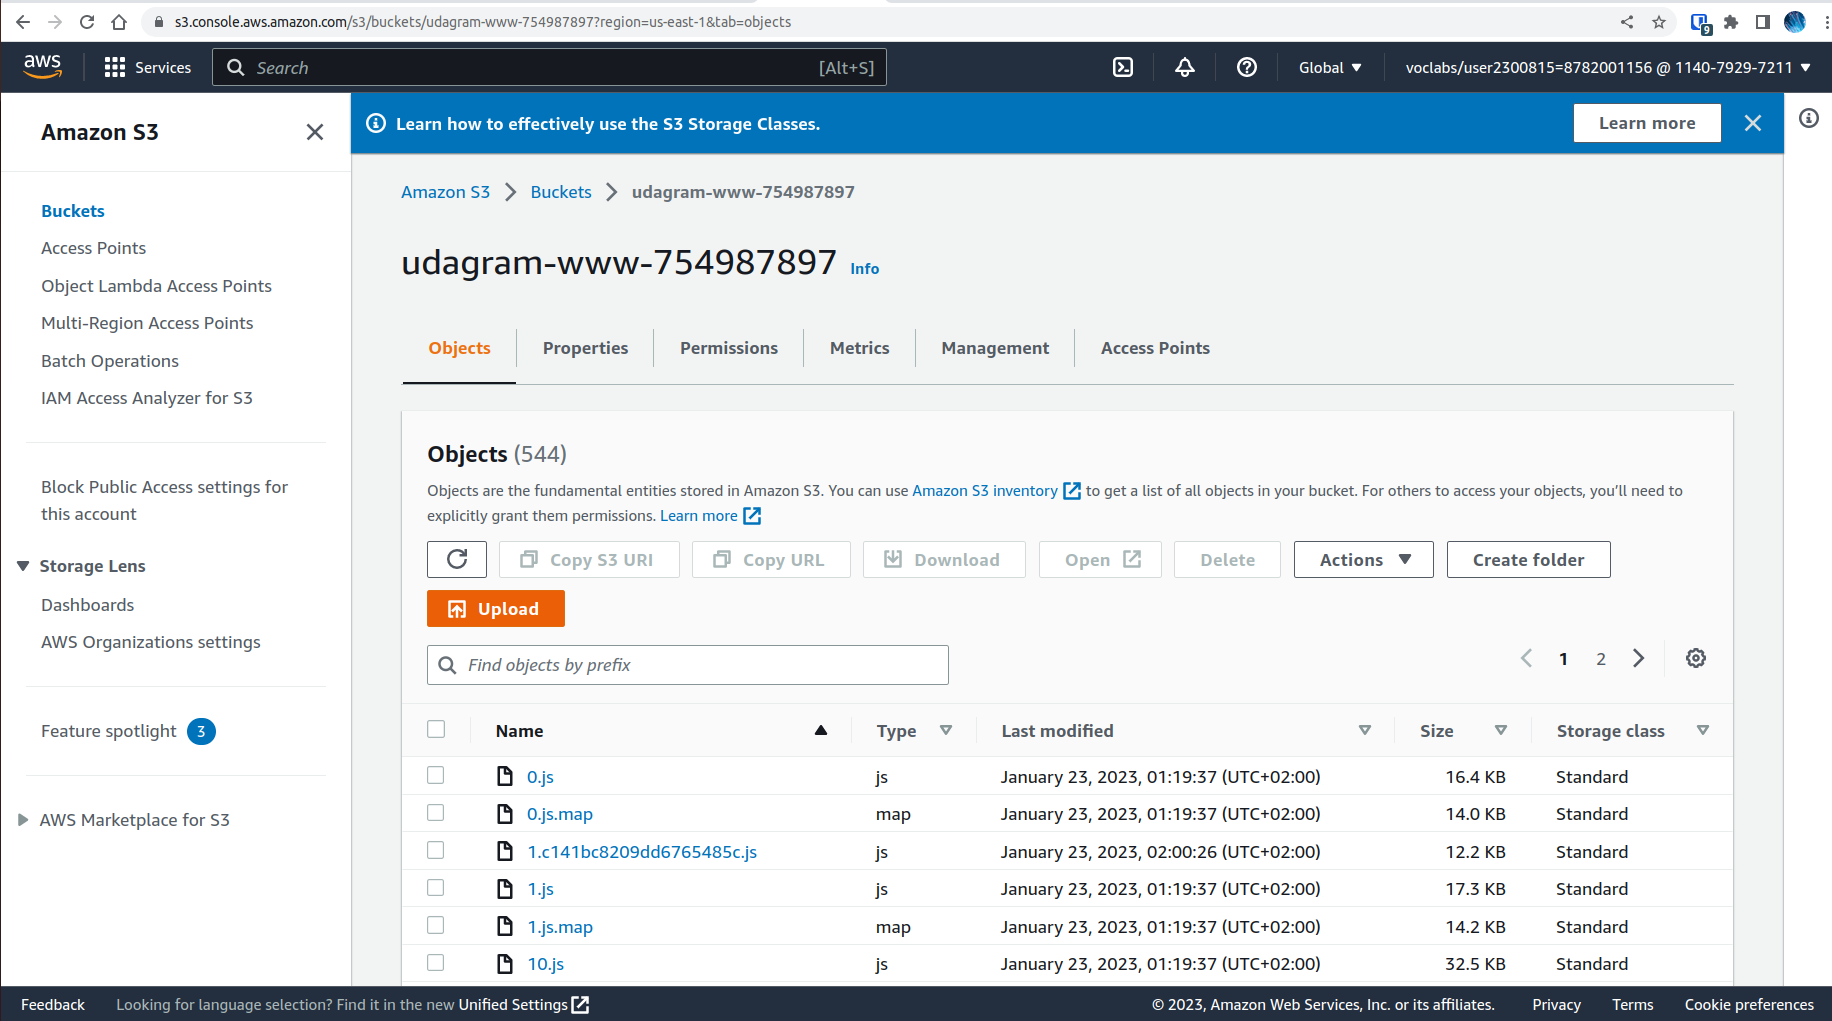 s3.console.aws.amazon.com/s3/buckets/udagram-www-754987897?region=us-east-1&tab=objects
9
aws
Services
Search
[Alt+S]
Global
voclabs/user2300815=8782001156 @ 1140-7929-7211
Amazon S3
Learn how to effectively use the S3 Storage Classes.
Learn more
Buckets
Access Points
Object Lambda Access Points
Multi-Region Access Points
Batch Operations
IAM Access Analyzer for S3
Block Public Access settings for
this account
Storage Lens
Dashboards
AWS Organizations settings
Feature spotlight 3
AWS Marketplace for S3
Amazon S3 > Buckets > udagram-www-754987897
udagram-www-754987897 Info
Objects Properties Permissions Metrics Management Access Points
Objects (544)
Objects are the fundamental entities stored in Amazon S3. You can use Amazon S3 inventory to get a list of all objects in your bucket. For others to access your objects, you'll need to
explicitly grant them permissions. Learn more
Copy S3 URI Copy URL Download Open Delete Actions Create folder
Upload
Find objects by prefix
1 2
Name Type Last modified Size Storage class
0.js js January 23, 2023, 01:19:37 (UTC+02:00) 16.4 KB Standard
0.js.map map January 23, 2023, 01:19:37 (UTC+02:00) 14.0 KB Standard
1.c141bc8209dd6765485c.js js January 23, 2023, 02:00:26 (UTC+02:00) 12.2 KB Standard
1.js js January 23, 2023, 01:19:37 (UTC+02:00) 17.3 KB Standard
1.js.map map January 23, 2023, 01:19:37 (UTC+02:00) 14.2 KB Standard
10.js js January 23, 2023, 01:19:37 (UTC+02:00) 32.5 KB Standard
Feedback Looking for language selection? Find it in the new Unified Settings © 2023, Amazon Web Services, Inc. or its affiliates. Privacy Terms Cookie preferences